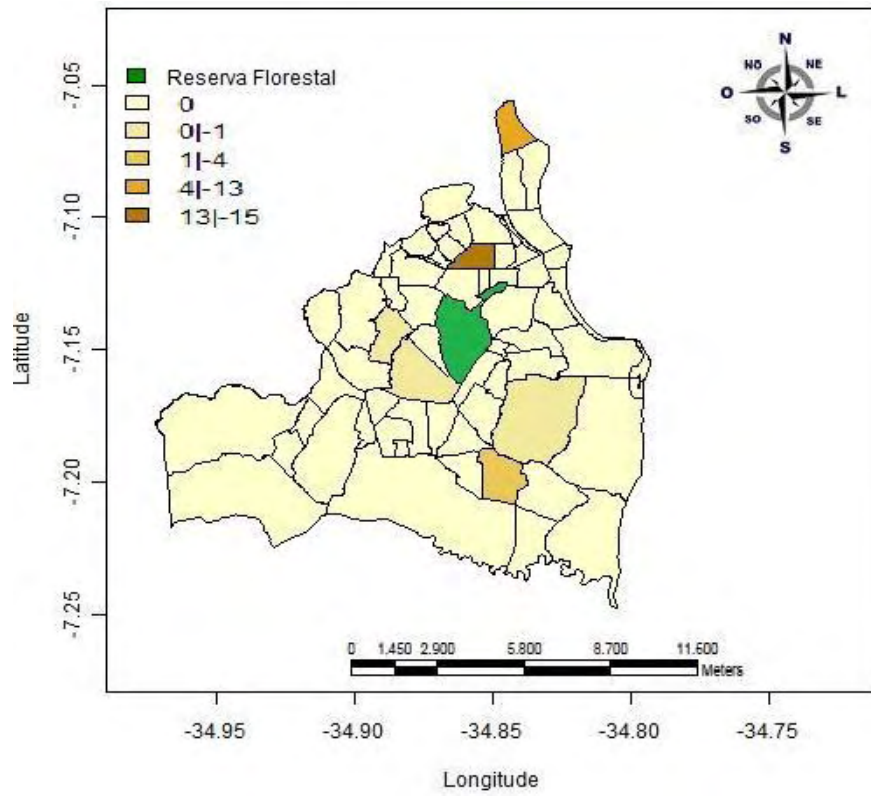 Reserva Florestal
0
0|-1
1|-4
4|-13
13|-15
N
NO NE
O L
SO SE
S
-7.05
-7.10
-7.15
-7.20
-7.25
Latitude
0 1.450 2.900 5.800 8.700 11.600
Meters
-34.95 -34.90 -34.85 -34.80 -34.75
Longitude